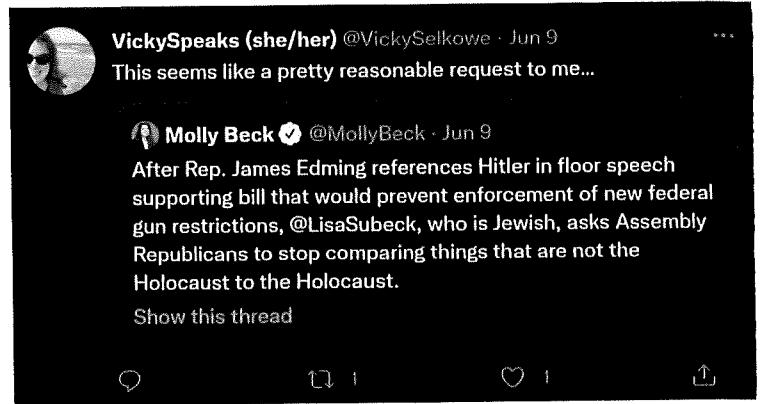 VickySpeaks (she/her) @VickySelkowe · Jun 9
This seems like a pretty reasonable request to me...
Molly Beck @MollyBeck · Jun 9
After Rep. James Edming references Hitler in floor speech
supporting bill that would prevent enforcement of new federal
gun restrictions, @LisaSubeck, who is Jewish, asks Assembly
Republicans to stop comparing things that are not the
Holocaust to the Holocaust.
Show this thread
1 1